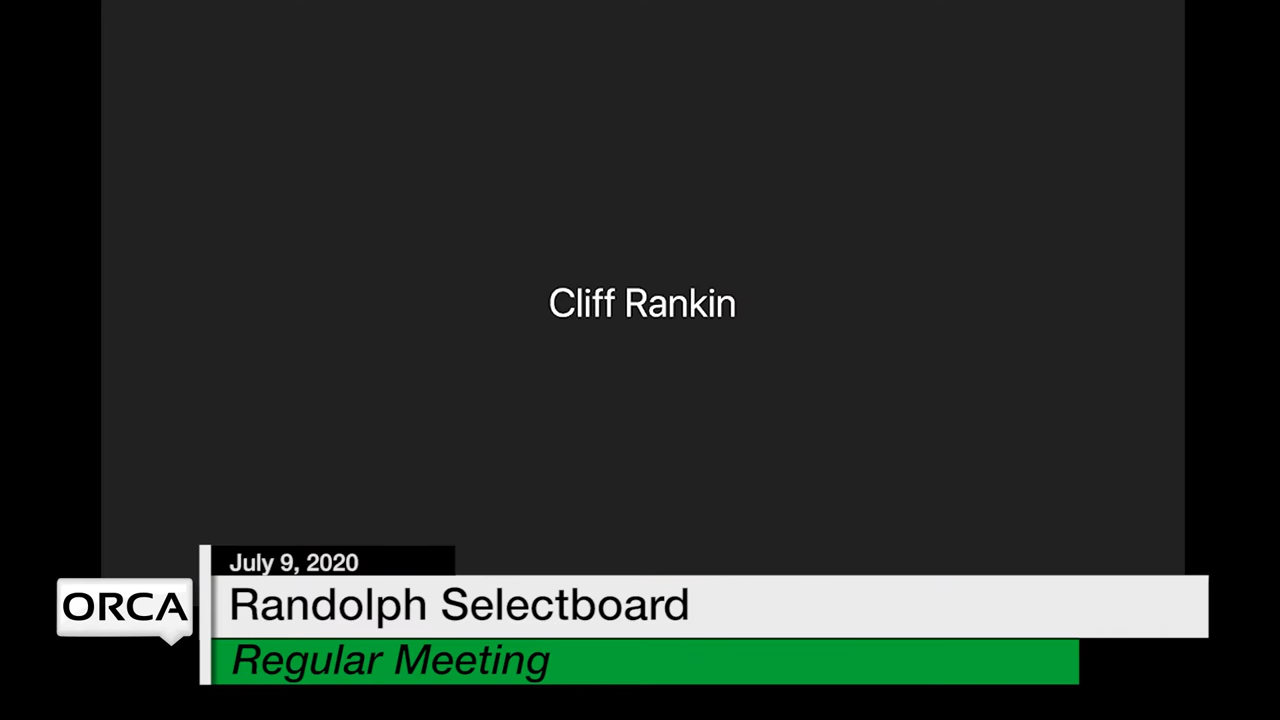 Cliff Rankin
July 9, 2020
ORCA
Randolph Selectboard
Regular Meeting